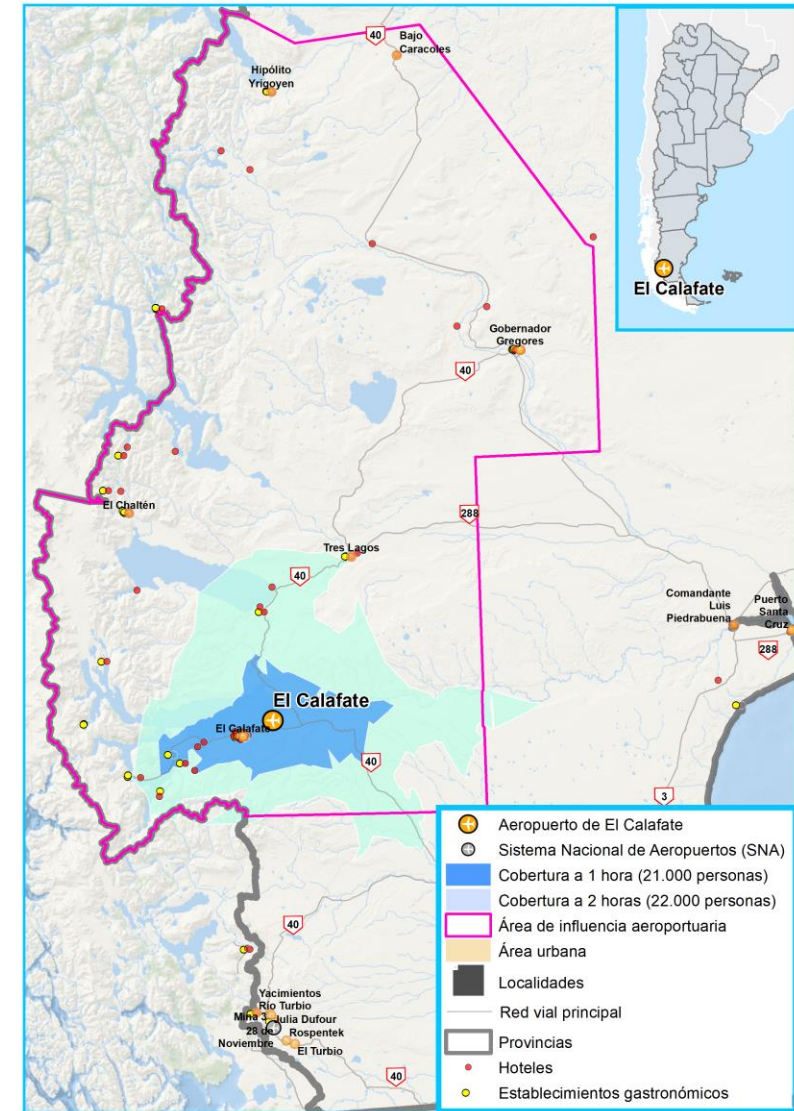 40
Bajo
Caracoles
Hipólito
Yrigoyen
El Calafate
Gobernador
Gregores
40
El Chaltén
288
Tres Lagos
40
Comandante
Luis
Piedrabuena
Puerto
Santa
Cruz
288
El Calafate
El Calafate
40
3
40
Yacimientos
Río Turbio
Mina 3
Julia Dufour
28 de
Noviembre
Rospentek
El Turbio
40
Aeropuerto de El Calafate
Sistema Nacional de Aeropuertos (SNA)
Cobertura a 1 hora (21.000 personas)
Cobertura a 2 horas (22.000 personas)
Área de influencia aeroportuaria
Área urbana
Localidades
Red vial principal
Provincias
Hoteles
Establecimientos gastronómicos